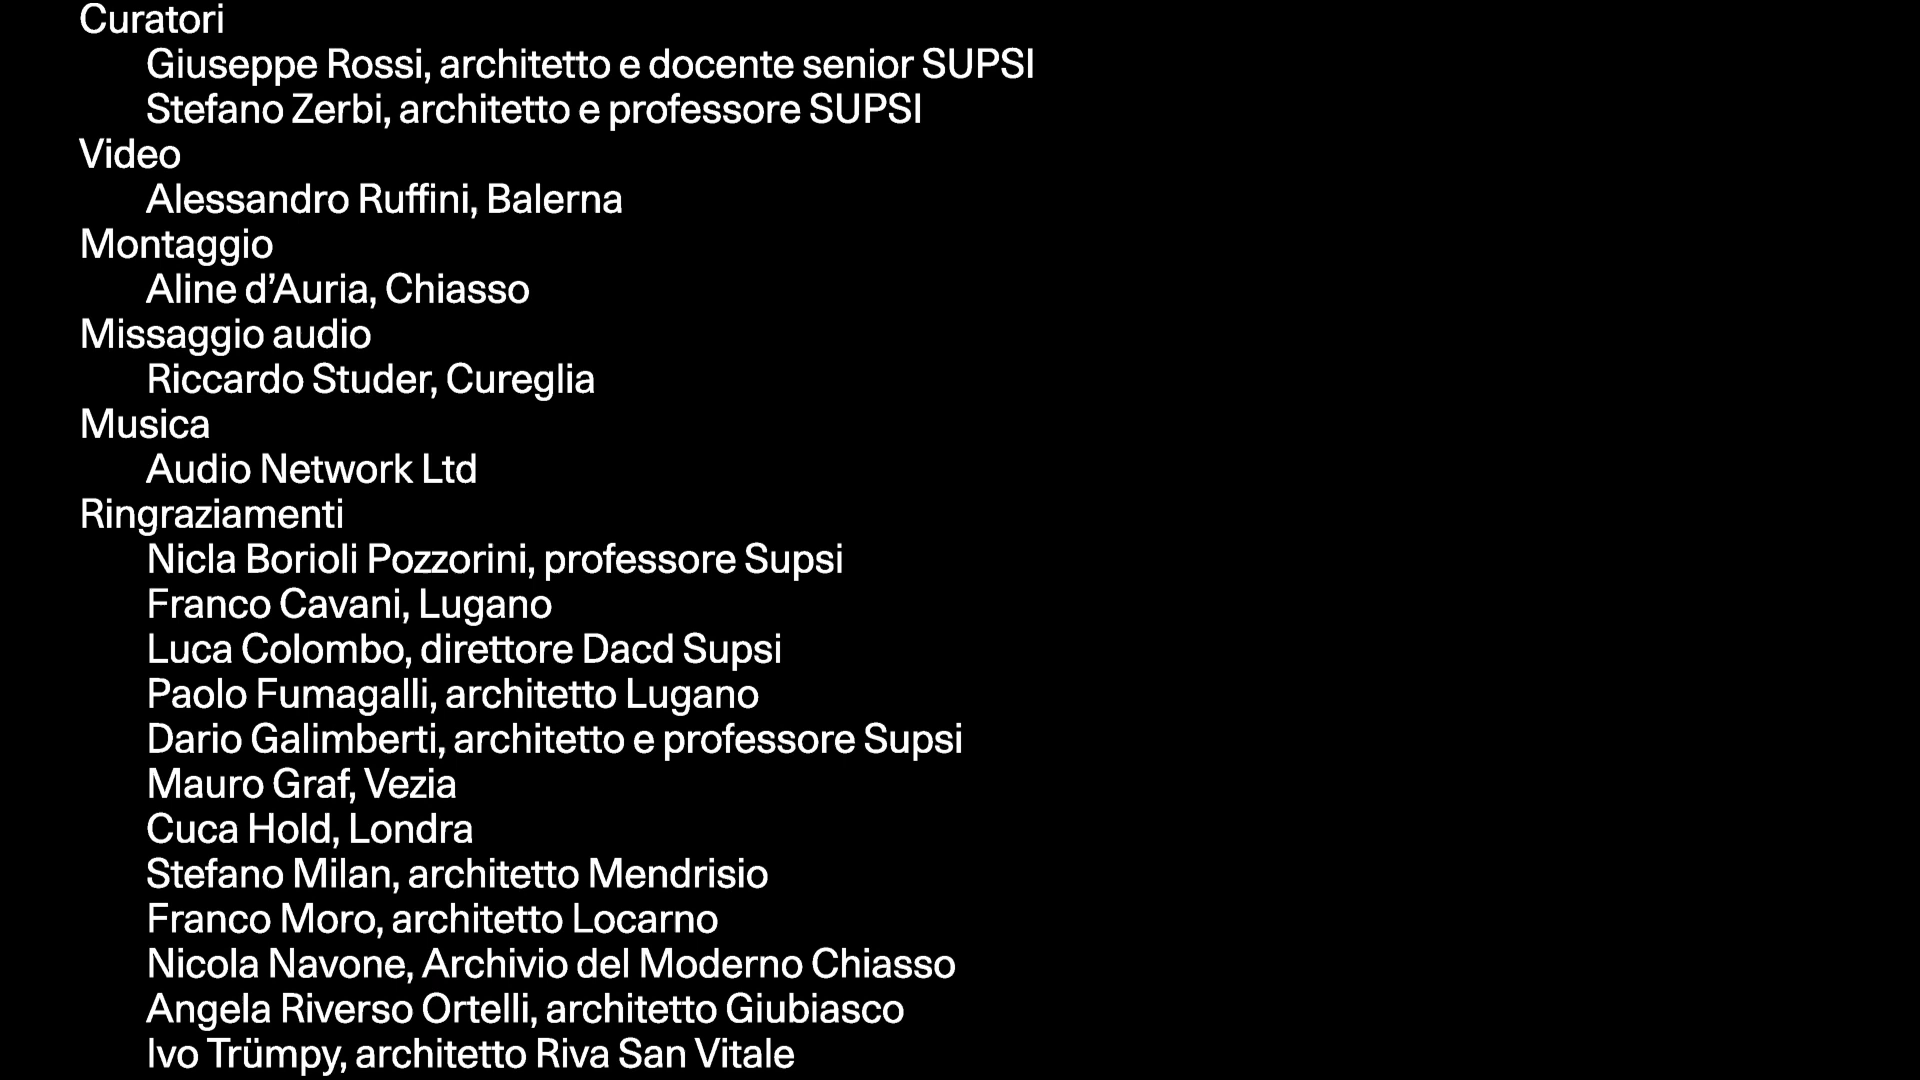 Curatori
Giuseppe Rossi, architetto e docente senior SUPSI
Stefano Zerbi, architetto e professore SUPSI
Video
Alessandro Ruffini, Balerna
Montaggio
Aline d’Auria, Chiasso
Missaggio audio
Riccardo Studer, Cureglia
Musica
Audio Network Ltd
Ringraziamenti
Nicla Borioli Pozzorini, professore Supsi
Franco Cavani, Lugano
Luca Colombo, direttore Dacd Supsi
Paolo Fumagalli, architetto Lugano
Dario Galimberti, architetto e professore Supsi
Mauro Graf, Vezia
Cuca Hold, Londra
Stefano Milan, architetto Mendrisio
Franco Moro, architetto Locarno
Nicola Navone, Archivio del Moderno Chiasso
Angela Riverso Ortelli, architetto Giubiasco
Ivo Trümpy, architetto Riva San Vitale